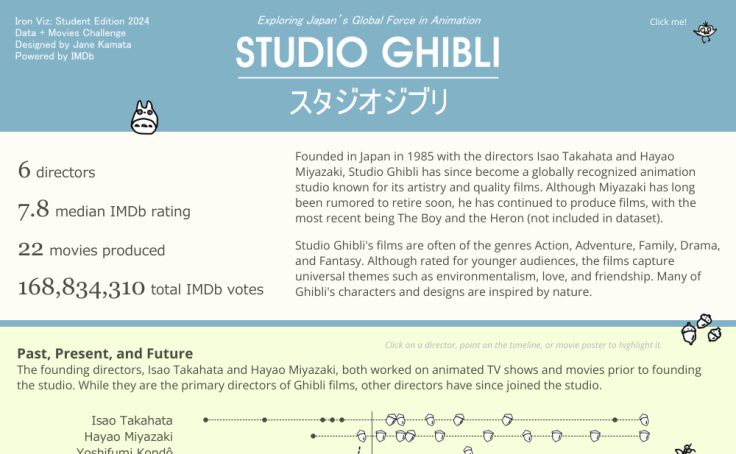 Iron Viz: Student Edition 2024
Data + Movies Challenge
Designed by Jane Kamata
Powered by IMDb
Exploring Japan´s Global Force in Animation
STUDIO GHIBLI
スタジオジブリ
Click me!
6 directors
7.8 median IMDb rating
22 movies produced
168,834,310 total IMDb votes
Founded in Japan in 1985 with the directors Isao Takahata and Hayao
Miyazaki, Studio Ghibli has since become a globally recognized animation
studio known for its artistry and quality films. Although Miyazaki has long
been rumored to retire soon, he has continued to produce films, with the
most recent being The Boy and the Heron (not included in dataset).
Studio Ghibli's films are often of the genres Action, Adventure, Family, Drama,
and Fantasy. Although rated for younger audiences, the films capture
universal themes such as environmentalism, love, and friendship. Many of
Ghibli's characters and designs are inspired by nature.
Click on a director, point on the timeline, or movie poster to highlight it.
Past, Present, and Future
The founding directors, Isao Takahata and Hayao Miyazaki, both worked on animated TV shows and movies prior to founding
the studio. While they are the primary directors of Ghibli films, other directors have since joined the studio.
Isao Takahata
Hayao Miyazaki
Yoshifumi Kondô